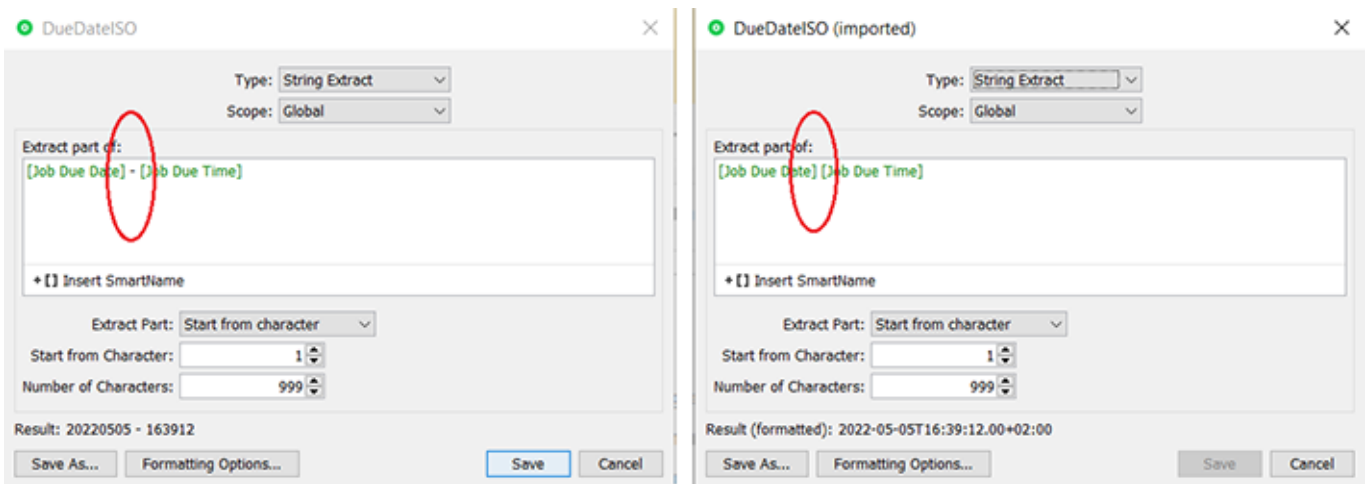 DueDateISO
Type: String Extract
Scope: Global
Extract part of:
[Job Due Date] - [Job Due Time]
+[] Insert SmartName
Extract Part: Start from character
Start from Character: 1
Number of Characters: 999
Result: 20220505 - 163912
Save As... Formatting Options... Save Cancel
DueDateISO (imported)
Type: String Extract
Scope: Global
Extract part of:
[Job Due Date] [Job Due Time]
+[] Insert SmartName
Extract Part: Start from character
Start from Character: 1
Number of Characters: 999
Result (formatted): 2022-05-05T16:39:12.00+02:00
Save As... Formatting Options... Save Cancel